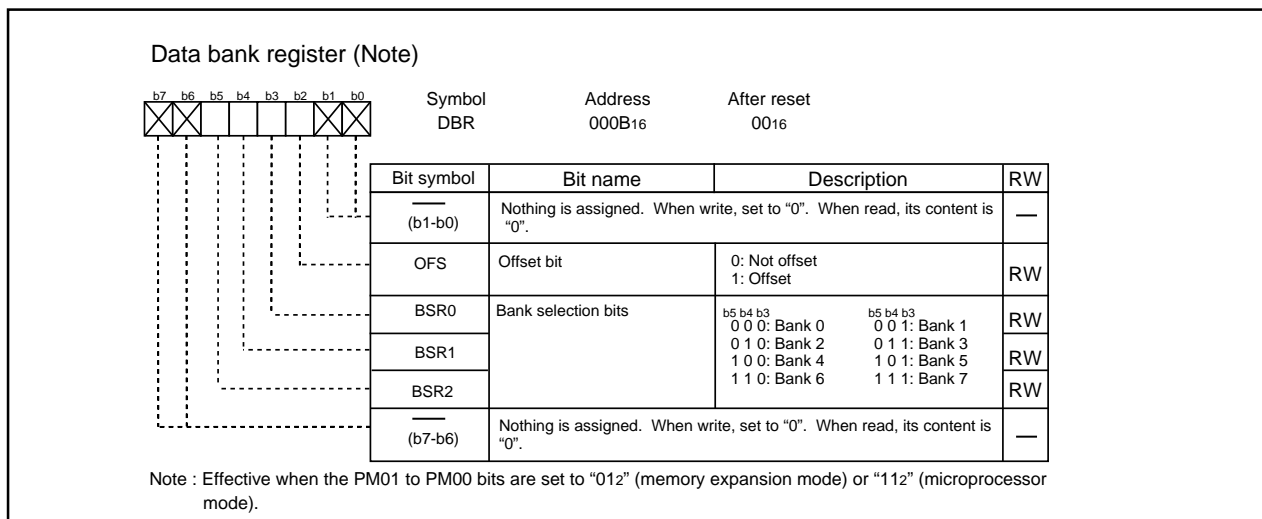 Data bank register (Note)
b7 b6 b5 b4 b3 b2 b1 b0
Symbol Address After reset
DBR 000B16 0016
Bit symbol Bit name Description RW
(b1-b0) Nothing is assigned. When write, set to “0”. When read, its content is “0”. —
OFS Offset bit 0: Not offset
1: Offset RW
BSR0 Bank selection bits b5 b4 b3 b5 b4 b3
0 0 0: Bank 0 0 0 1: Bank 1 RW
BSR1 0 1 0: Bank 2 0 1 1: Bank 3
1 0 0: Bank 4 1 0 1: Bank 5 RW
BSR2 1 1 0: Bank 6 1 1 1: Bank 7 RW
(b7-b6) Nothing is assigned. When write, set to “0”. When read, its content is “0”. —
Note : Effective when the PM01 to PM00 bits are set to “012” (memory expansion mode) or “112” (microprocessor
mode).